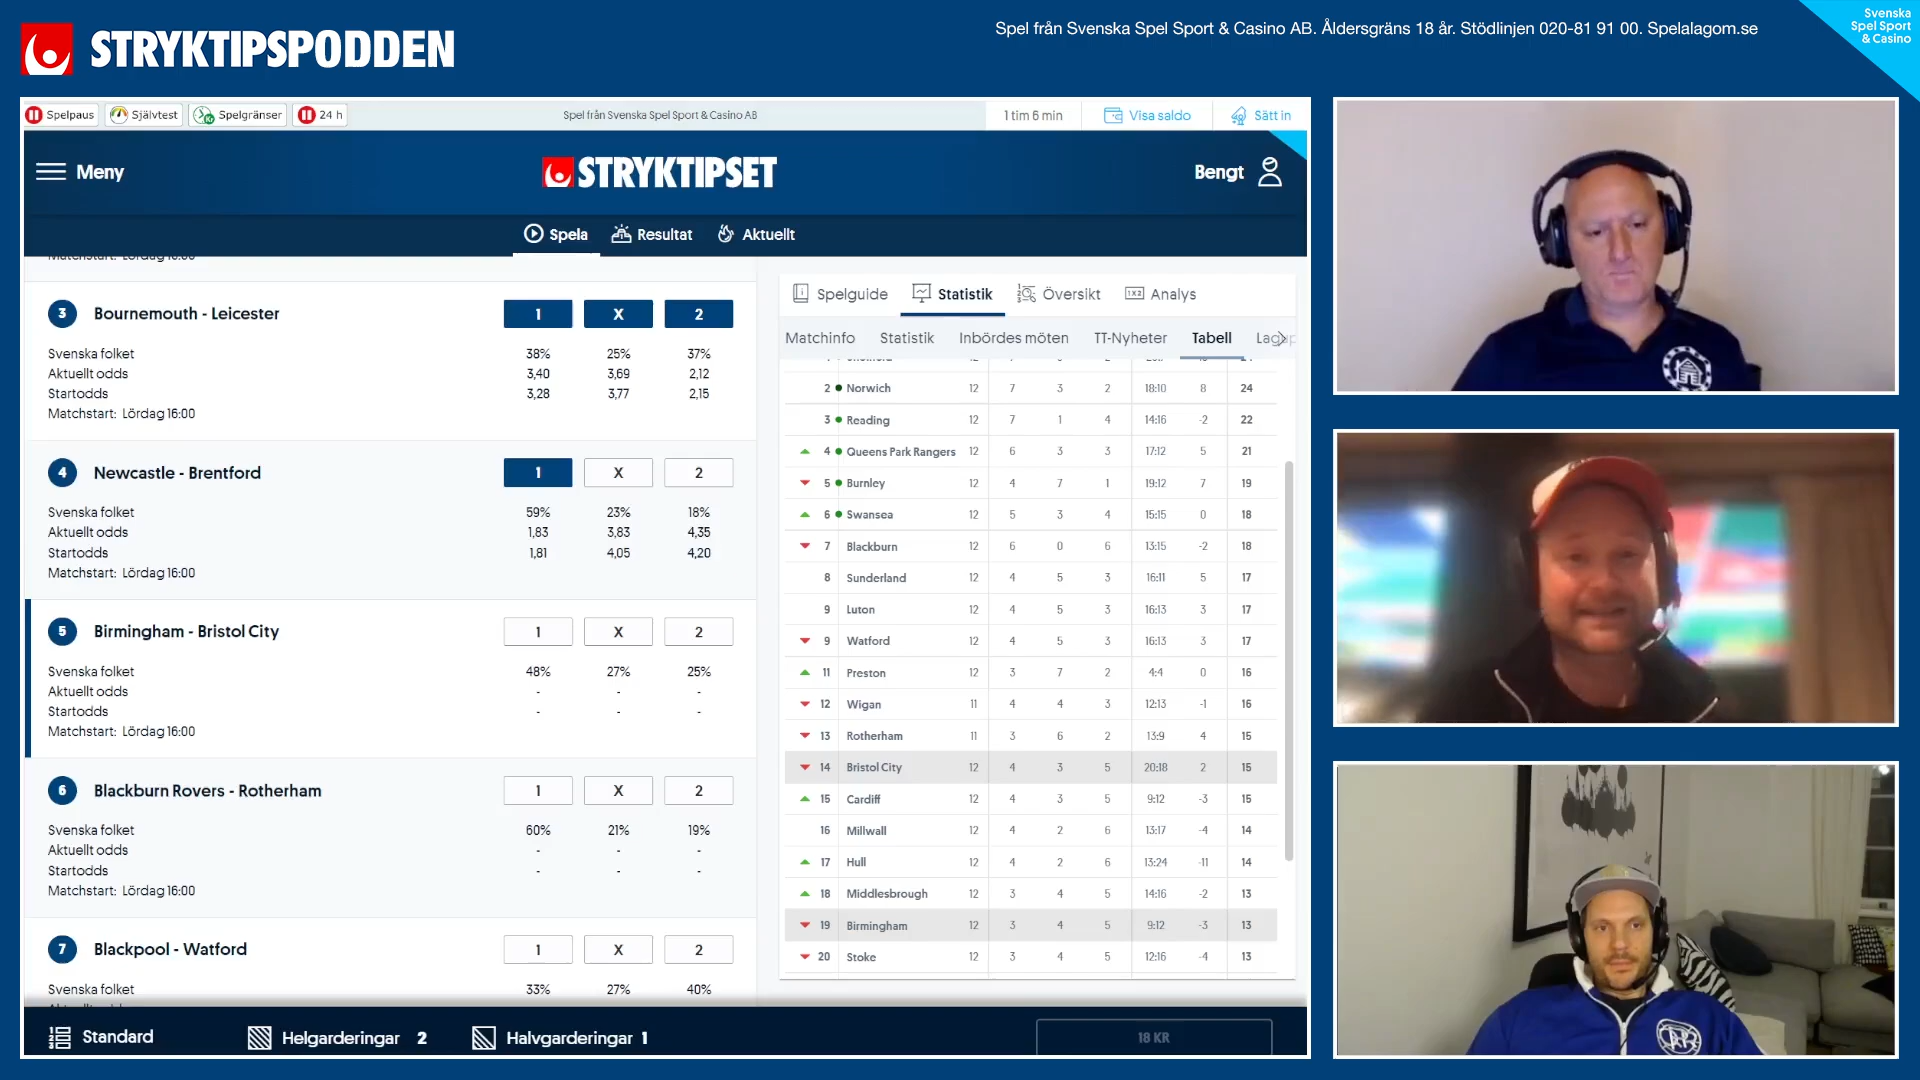 STRYKTIPSPODDEN
Spel från Svenska Spel Sport & Casino AB. Åldersgräns 18 år. Stödlinjen 020-81 91 00. Spelalagom.se
Svenska
Spel Sport
& Casino
Spelpaus Självtest Spelgränser 24 h
Spel från Svenska Spel Sport & Casino AB
1 tim 6 min Visa saldo Sätt in
Meny STRYKTIPSET Bengt
Spela Resultat Aktuellt
Matchstart: Lördag 16:00
3 Bournemouth - Leicester 1 X 2
Svenska folket 38% 25% 37%
Aktuellt odds 3,40 3,69 2,12
Startodds 3,28 3,77 2,15
Matchstart: Lördag 16:00
4 Newcastle - Brentford 1 X 2
Svenska folket 59% 23% 18%
Aktuellt odds 1,83 3,83 4,35
Startodds 1,81 4,05 4,20
Matchstart: Lördag 16:00
5 Birmingham - Bristol City 1 X 2
Svenska folket 48% 27% 25%
Aktuellt odds - - -
Startodds - - -
Matchstart: Lördag 16:00
6 Blackburn Rovers - Rotherham 1 X 2
Svenska folket 60% 21% 19%
Aktuellt odds - - -
Startodds - - -
Matchstart: Lördag 16:00
7 Blackpool - Watford 1 X 2
Svenska folket 33% 27% 40%
Spelguide Statistik Översikt Analys
Matchinfo Statistik Inbördes möten TT-Nyheter Tabell
2 Norwich 12 7 3 2 18:10 8 24
3 Reading 12 7 1 4 14:16 -2 22
4 Queens Park Rangers 12 6 3 3 17:12 5 21
5 Burnley 12 4 7 1 19:12 7 19
6 Swansea 12 5 3 4 15:15 0 18
7 Blackburn 12 6 0 6 13:15 -2 18
8 Sunderland 12 4 5 3 16:11 5 17
9 Luton 12 4 5 3 16:13 3 17
9 Watford 12 4 5 3 16:13 3 17
11 Preston 12 3 7 2 4:4 0 16
12 Wigan 11 4 4 3 12:13 -1 16
13 Rotherham 11 3 6 2 13:9 4 15
14 Bristol City 12 4 3 5 20:18 2 15
15 Cardiff 12 4 3 5 9:12 -3 15
16 Millwall 12 4 2 6 13:17 -4 14
17 Hull 12 4 2 6 13:24 -11 14
18 Middlesbrough 12 3 4 5 14:16 -2 13
19 Birmingham 12 3 4 5 9:12 -3 13
20 Stoke 12 3 4 5 12:16 -4 13
Standard Helgarderingar 2 Halvgarderingar 1 18 KR